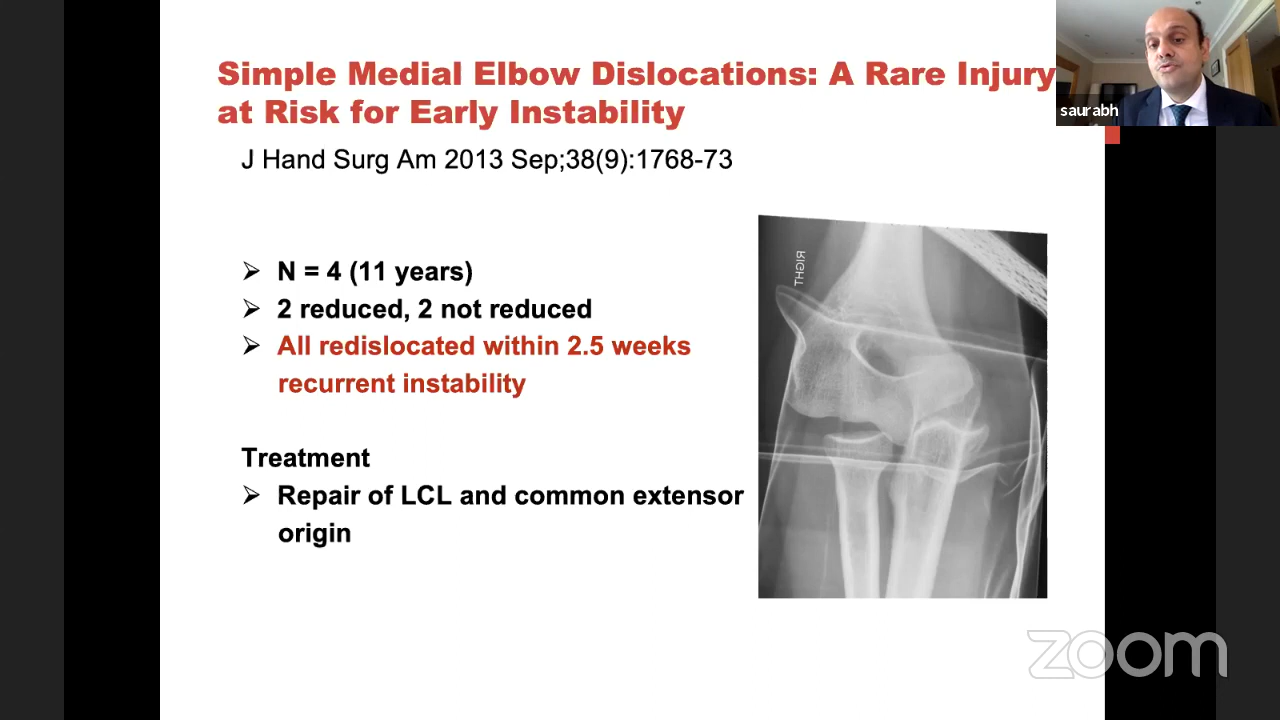 Simple Medial Elbow Dislocations: A Rare Injury
at Risk for Early Instability
J Hand Surg Am 2013 Sep;38(9):1768-73
➢ N = 4 (11 years)
➢ 2 reduced, 2 not reduced
➢ All redislocated within 2.5 weeks
recurrent instability
Treatment
➢ Repair of LCL and common extensor
origin
RIGHT
saurabh
zoom